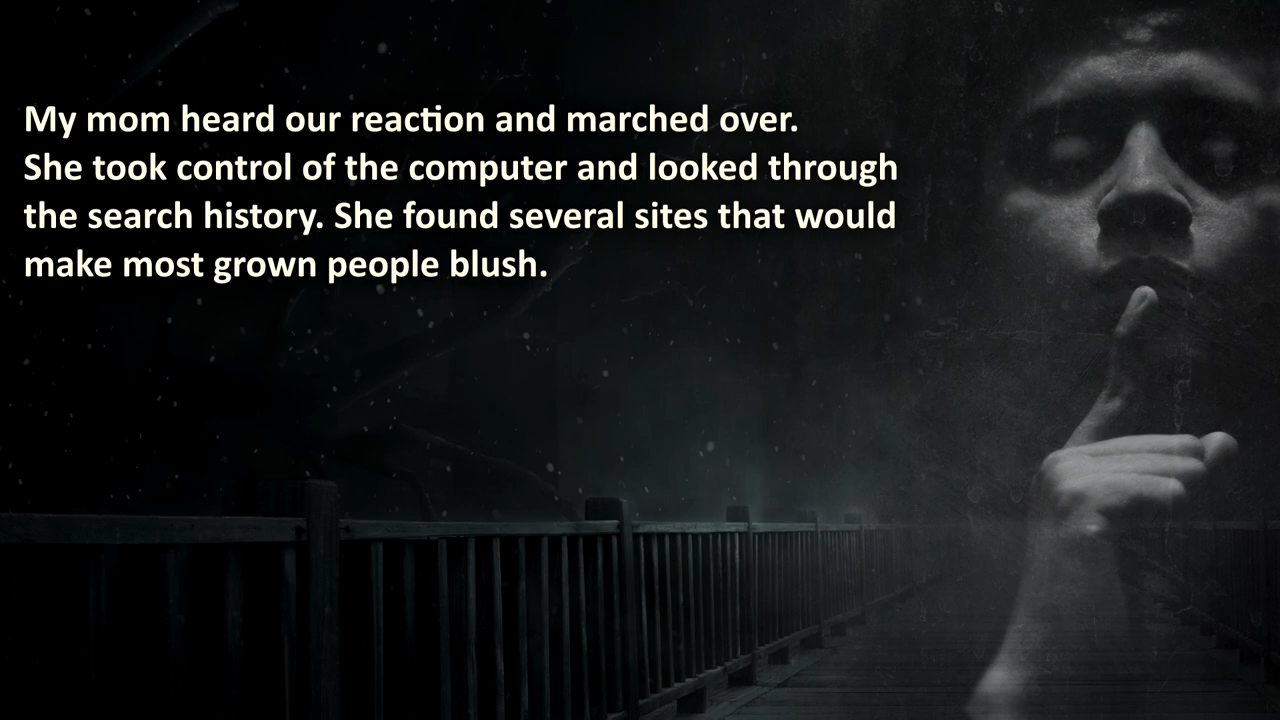 My mom heard our reaction and marched over.
She took control of the computer and looked through
the search history. She found several sites that would
make most grown people blush.